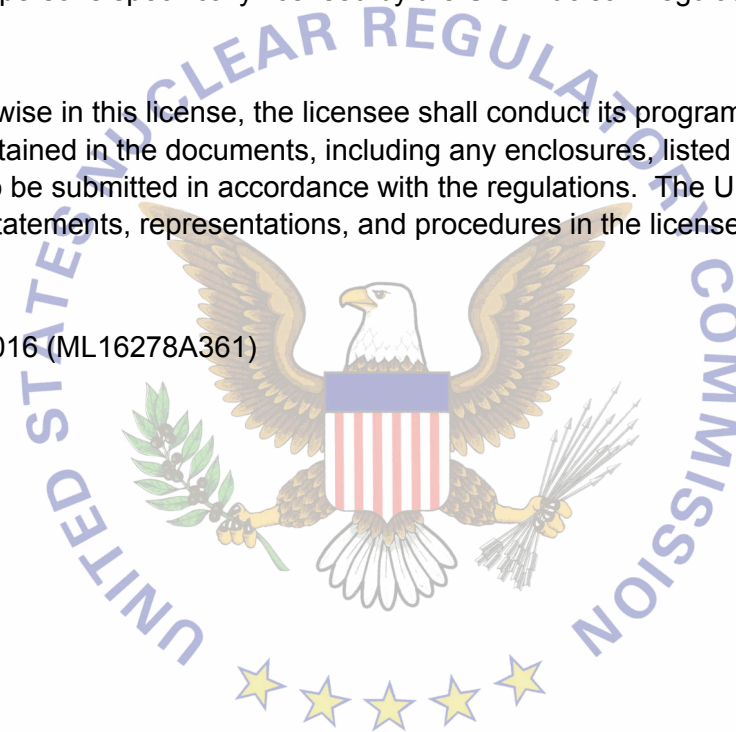 UNITED STATES NUCLEAR REGULATORY COMMISSION
wise in this license, the licensee shall conduct its program
tained in the documents, including any enclosures, listed
be submitted in accordance with the regulations. The U
tatements, representations, and procedures in the license
016 (ML16278A361)